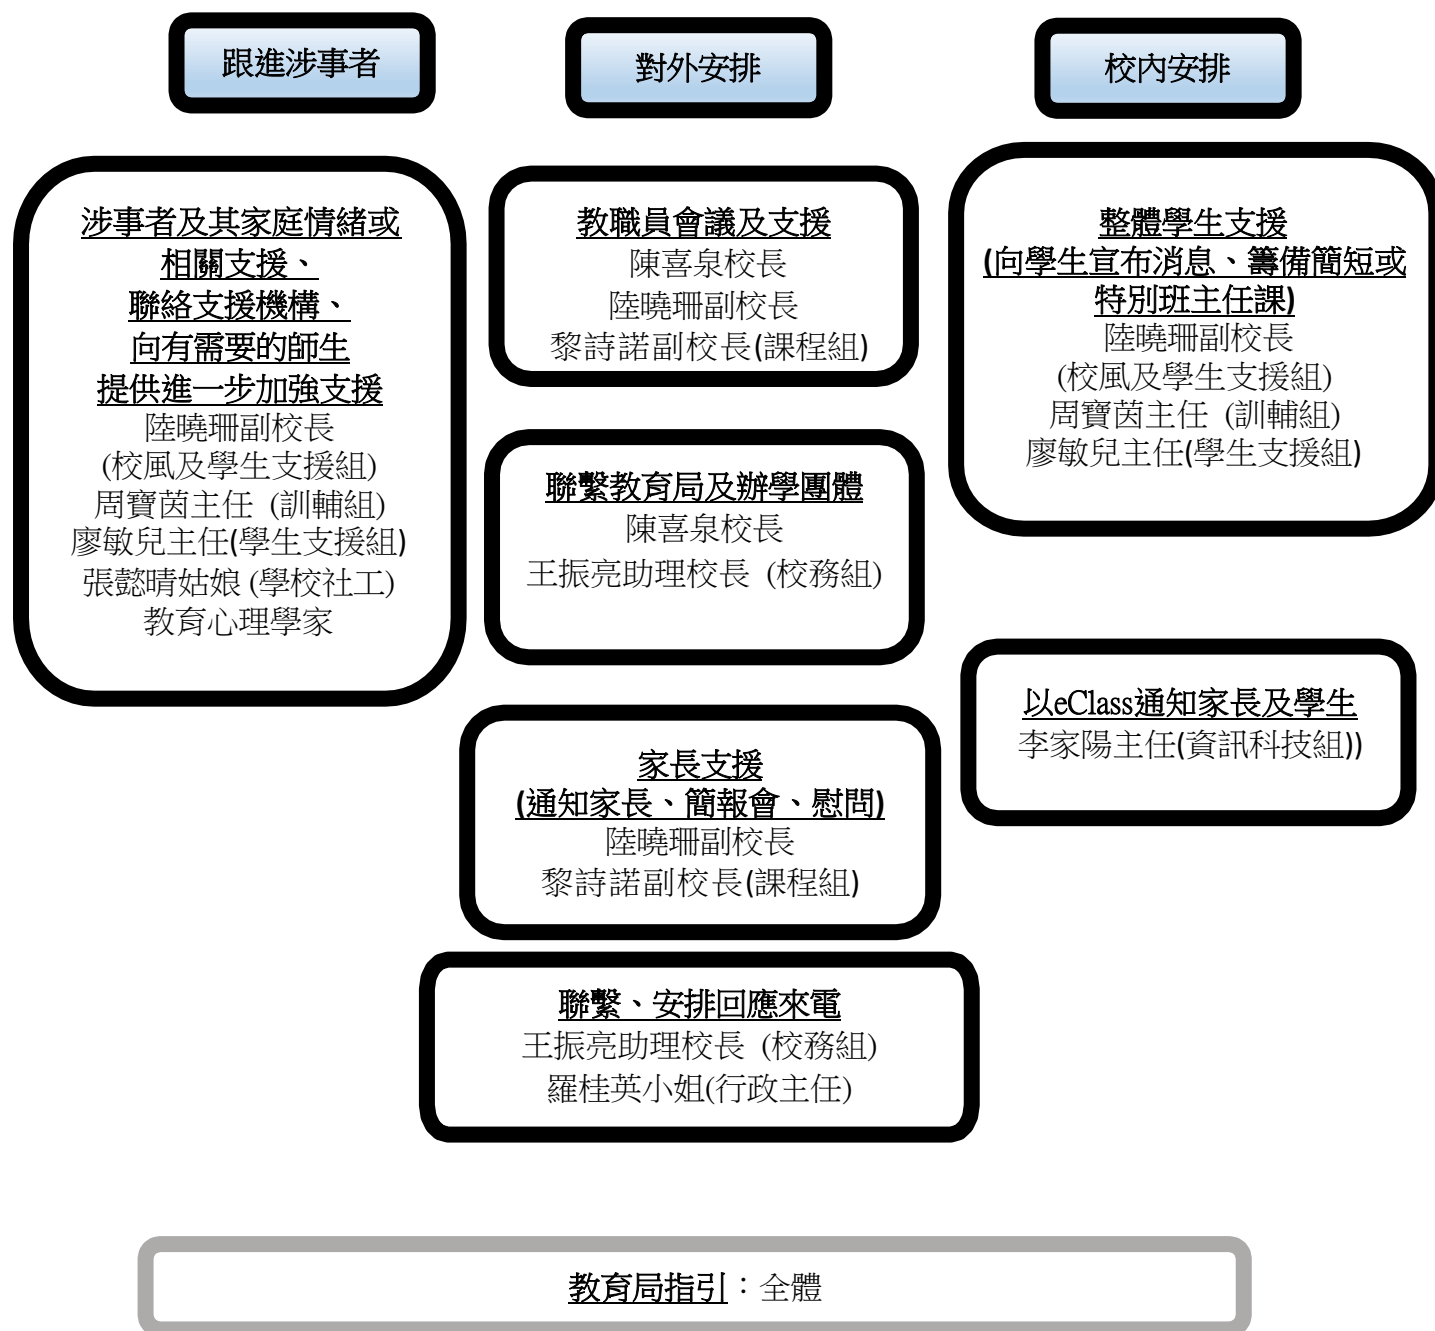 跟進涉事者
對外安排
校內安排
涉事者及其家庭情緒或
相關支援、
聯絡支援機構、
向有需要的師生
提供進一步加強支援
陸曉珊副校長
(校風及學生支援組)
周寶茵主任 (訓輔組)
廖敏兒主任(學生支援組)
張懿晴姑娘 (學校社工)
教育心理學家
教職員會議及支援
陳喜泉校長
陸曉珊副校長
黎詩諾副校長(課程組)
聯繫教育局及辦學團體
陳喜泉校長
王振亮助理校長 (校務組)
家長支援
(通知家長、簡報會、慰問)
陸曉珊副校長
黎詩諾副校長(課程組)
聯繫、安排回應來電
王振亮助理校長 (校務組)
羅桂英小姐(行政主任)
整體學生支援
(向學生宣布消息、籌備簡短或
特別班主任課)
陸曉珊副校長
(校風及學生支援組)
周寶茵主任 (訓輔組)
廖敏兒主任(學生支援組)
以eClass通知家長及學生
李家陽主任(資訊科技組))
教育局指引：全體